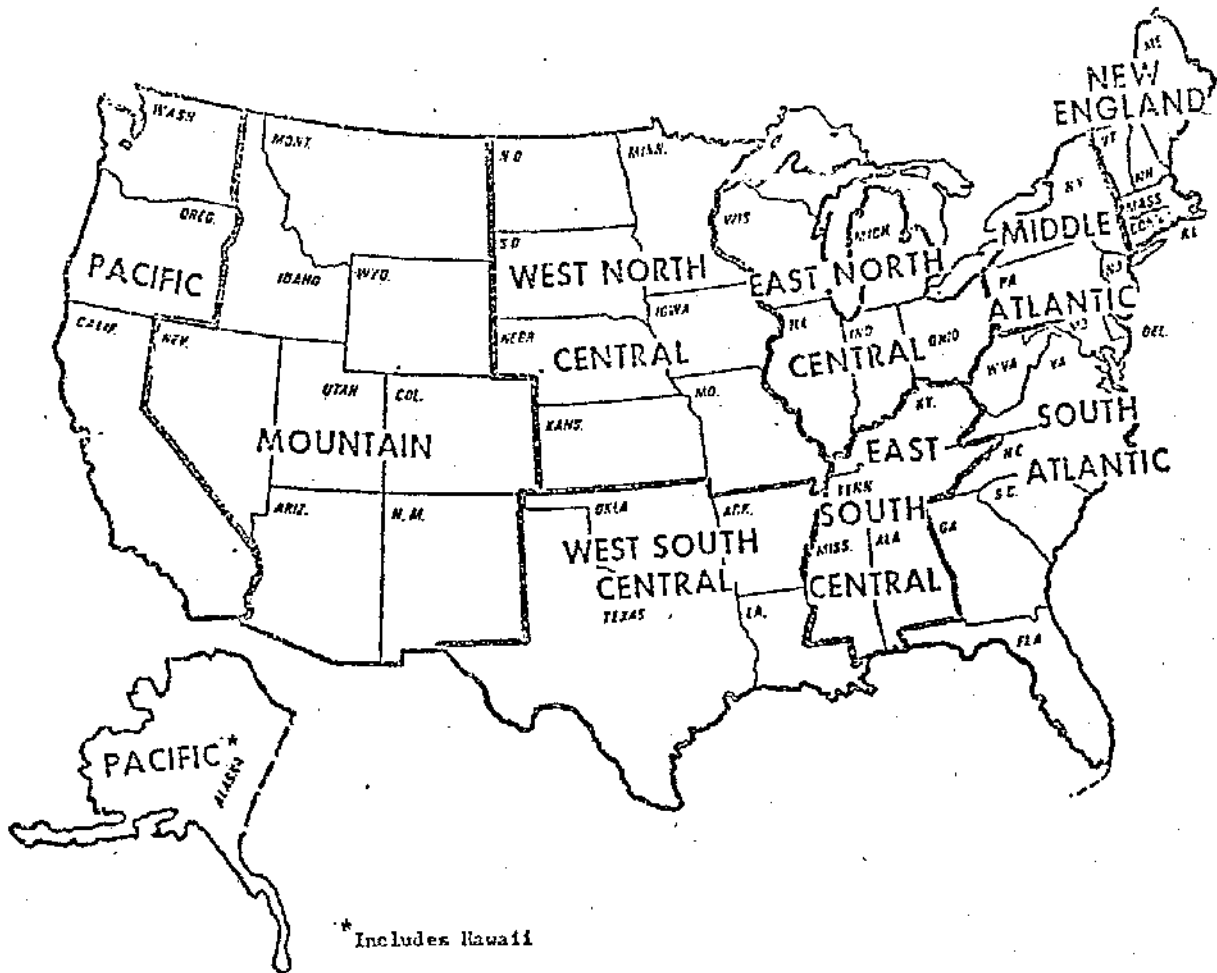 ME
NEW
ENGLAND
WASH
MONT.
N D
MINN.
VT
NH
NY.
MASS
CONN.
R.I.
OREG.
WIS
MICH.
MIDDLE
PACIFIC
IDAHO
WYO.
S D
WEST NORTH
EAST NORTH
PA
NJ
ATLANTIC
IOWA
CALIF.
NEV.
NEBR
CENTRAL
ILL
IND
OHIO
CENTRAL
MD
DEL.
W VA
VA
UTAH
COL.
MO.
KY.
SOUTH
KANS.
MOUNTAIN
EAST
NC
ATLANTIC
TENN
S.C.
ARIZ.
N. M.
OKLA
ARK.
SOUTH
WEST SOUTH
MISS.
ALA
GA
CENTRAL
CENTRAL
TEXAS
LA.
FLA
PACIFIC*
ALASKA
*Includes Hawaii